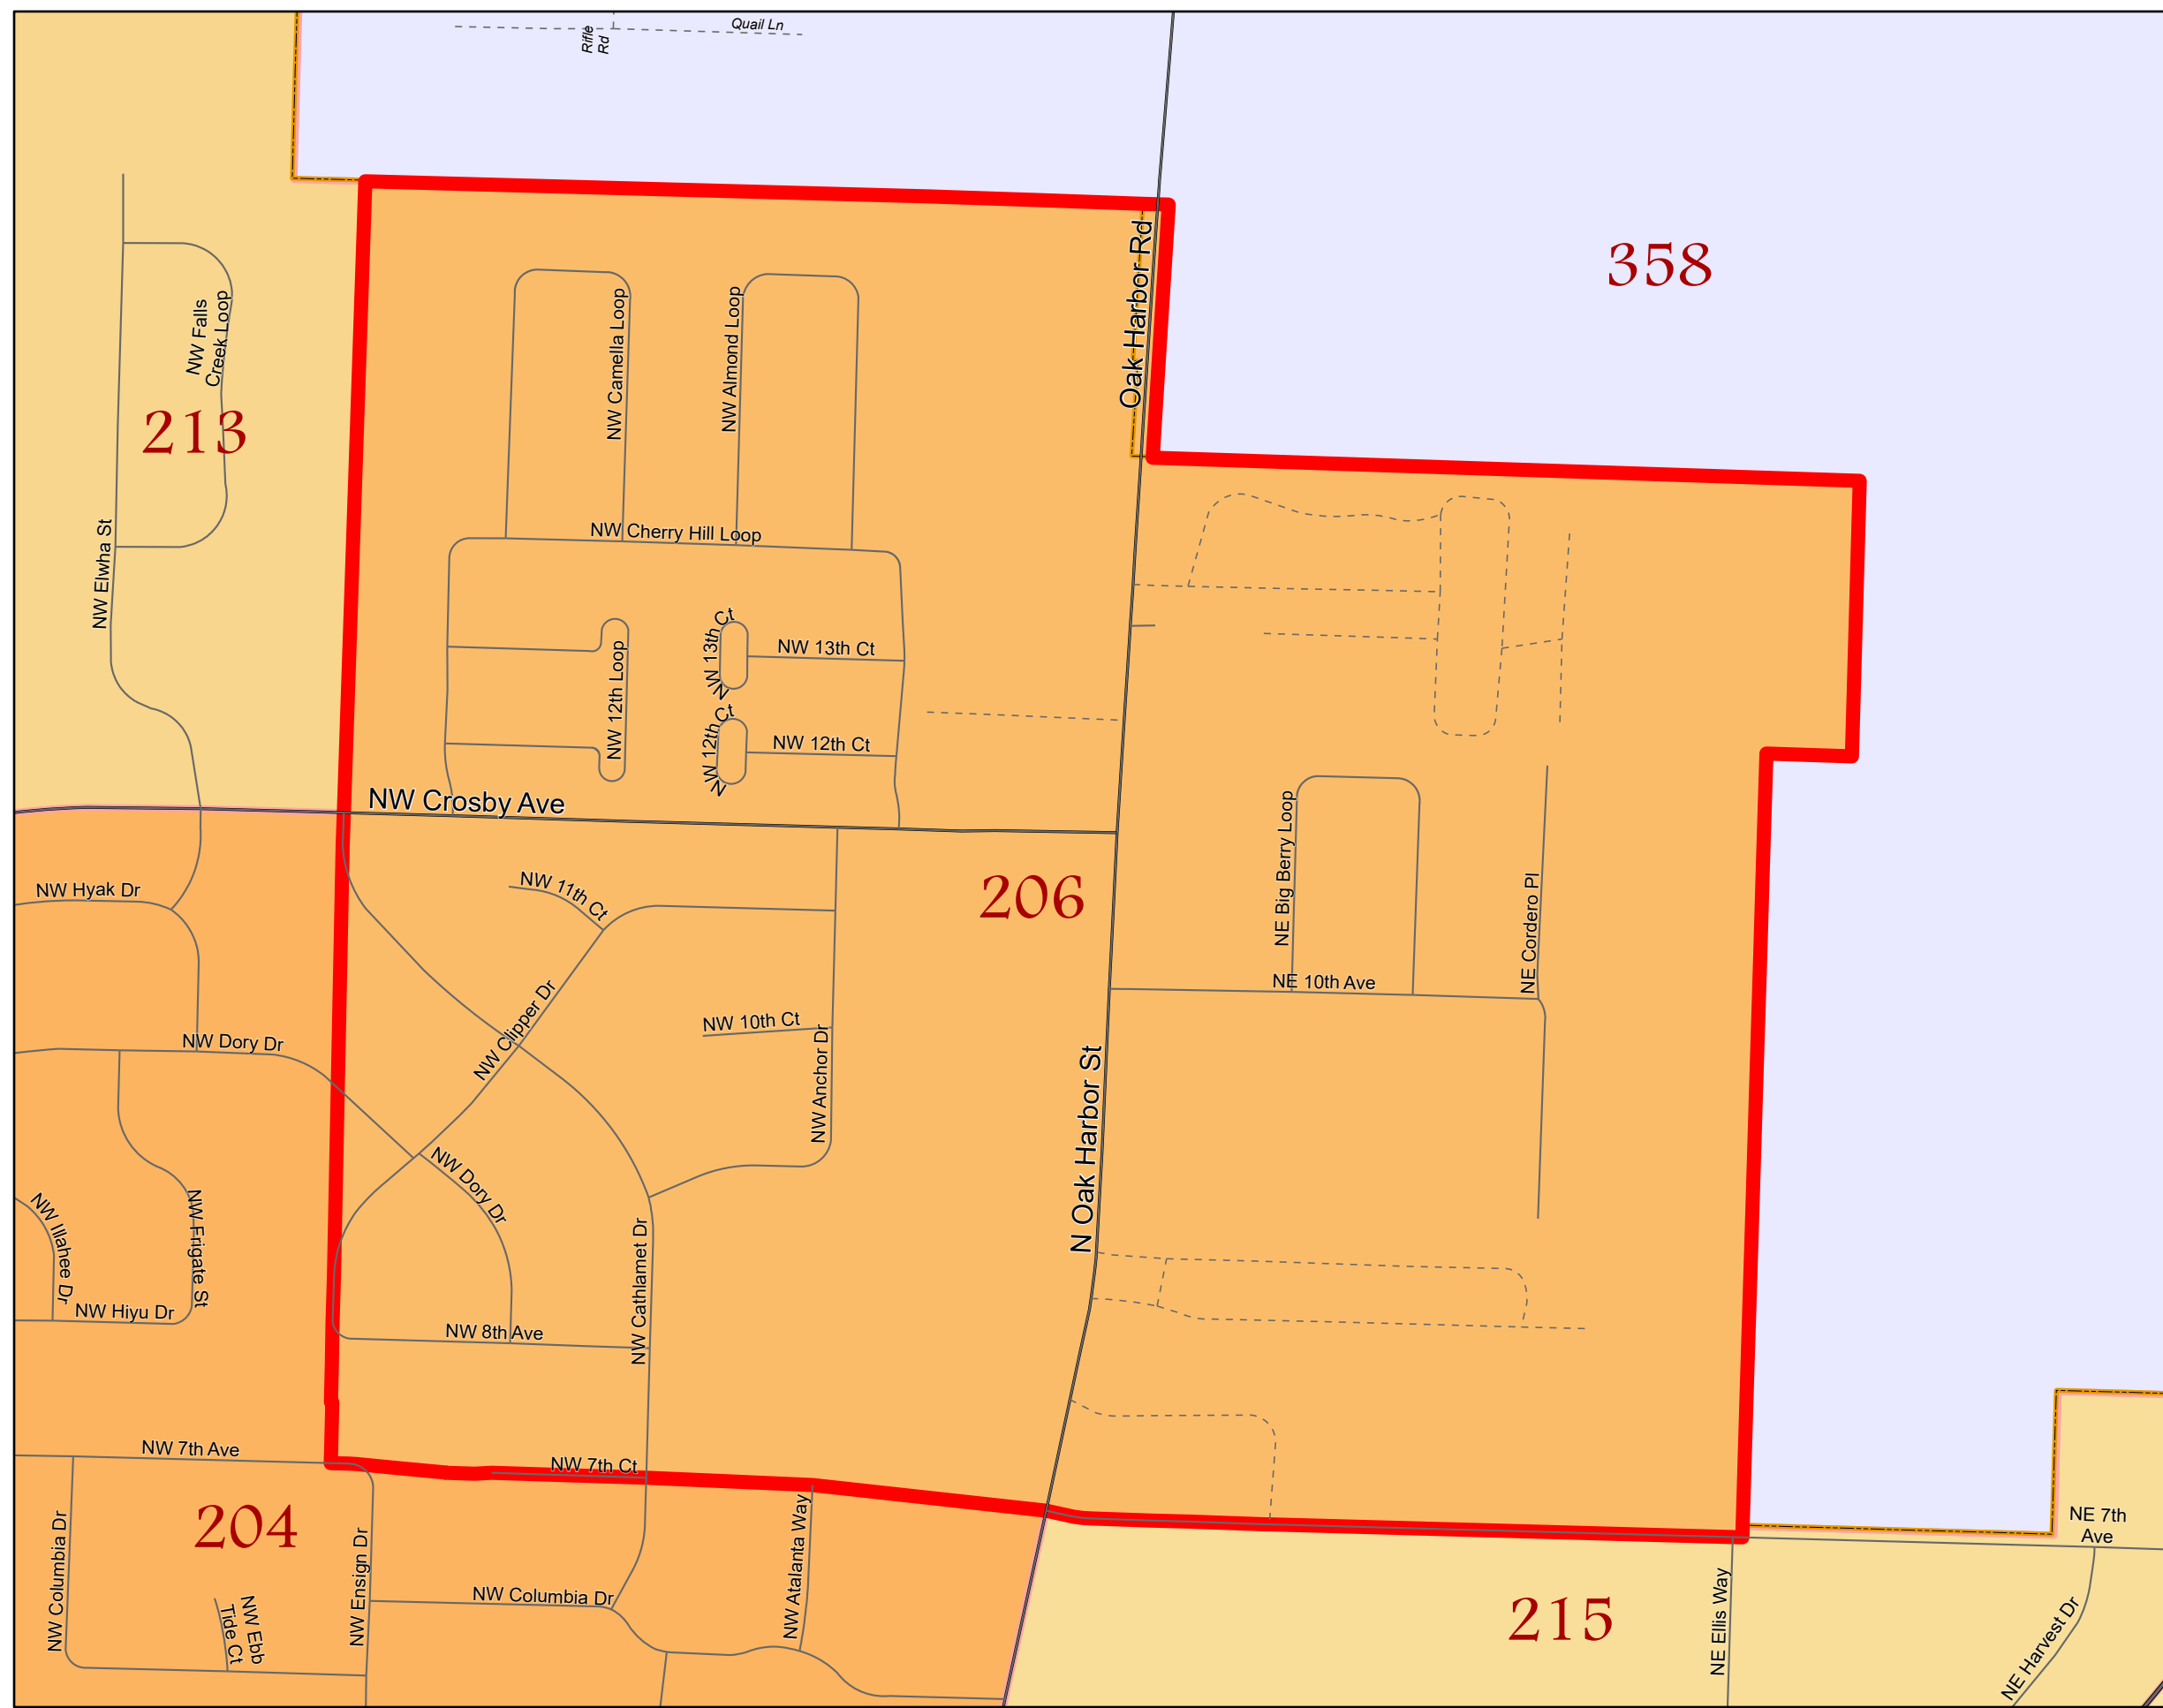 Quail Ln
Rifle
Rd
Oak Harbor Rd
358
NW Falls
Creek Loop
NW Camella Loop
NW Almond Loop
213
NW Elwha St
NW Cherry Hill Loop
NW 13th Ct
NW 13th Ct
NW 12th Loop
NW 12th Ct
NW 12th Ct
NW Crosby Ave
NW Hyak Dr
NW 11th Ct
206
NE Big Berry Loop
NE Cordero Pl
NE 10th Ave
NW Dory Dr
NW Clipper Dr
NW 10th Ct
NW Anchor Dr
N Oak Harbor St
NW Dory Dr
NW Illahee Dr
NW Frigate St
NW Cathlamet Dr
NW Hiyu Dr
NW 8th Ave
NW 7th Ave
NW 7th Ct
204
NW Columbia Dr
NW Ensign Dr
NW Ebb
Tide Ct
NW Columbia Dr
NW Atalanta Way
215
NE Ellis Way
NE 7th
Ave
NE Harvest Dr